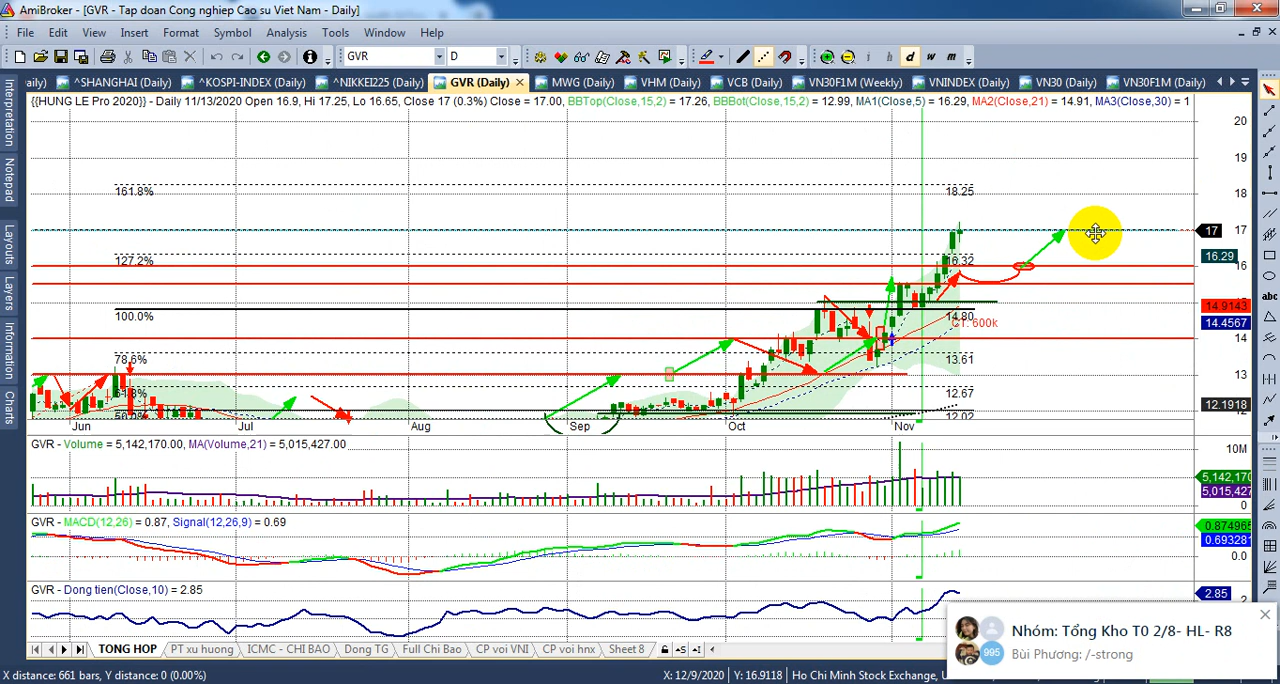 AmiBroker - [GVR - Tap doan Cong nghiep Cao su Viet Nam - Daily]
File Edit View Insert Format Symbol Analysis Tools Window Help
GVR D d w m
aily) ^SHANGHAI (Daily) ^KOSPI-INDEX (Daily) ^NIKKEI225 (Daily) GVR (Daily) MWG (Daily) VHM (Daily) VCB (Daily) VN30F1M (Weekly) VNINDEX (Daily) VN30 (Daily) VN30F1M (Daily)
{{HUNG LE Pro 2020}} - Daily 11/13/2020 Open 16.9, Hi 17.25, Lo 16.65, Close 17 (0.3%) Close = 17.00, BBTop(Close,15,2) = 17.26, BBBot(Close,15,2) = 12.99, MA1(Close,5) = 16.29, MA2(Close,21) = 14.91, MA3(Close,30) = 1
Interpretation
Notepad
Layouts
Layers
Information
Charts
abc
20
19
161.8% 18.25 18
17 17
127.2% 16.32 16.29
16
100.0% 14.80 14.9143
CT: 600k 14.4567
14
78.6% 13.61
13
61.8% 12.67
12.1918
50.0% 12.02
Jun Jul Aug Sep Oct Nov
GVR - Volume = 5,142,170.00, MA(Volume,21) = 5,015,427.00
10M
5,142,170
5,015,427
GVR - MACD(12,26) = 0.87, Signal(12,26,9) = 0.69
0.874965
0.693281
0.0
GVR - Dong tien(Close,10) = 2.85
2.85
2
Nhóm: Tổng Kho T0 2/8- HL- R8
995 Bùi Phương: /-strong
TONG HOP PT xu huong ICMC - CHI BAO Dong TG Full Chi Bao CP voi VNI CP voi hnx Sheet 8
X distance: 661 bars, Y distance: 0 (0.00%) X: 12/9/2020 Y: 16.9118 Ho Chi Minh Stock Exchange,